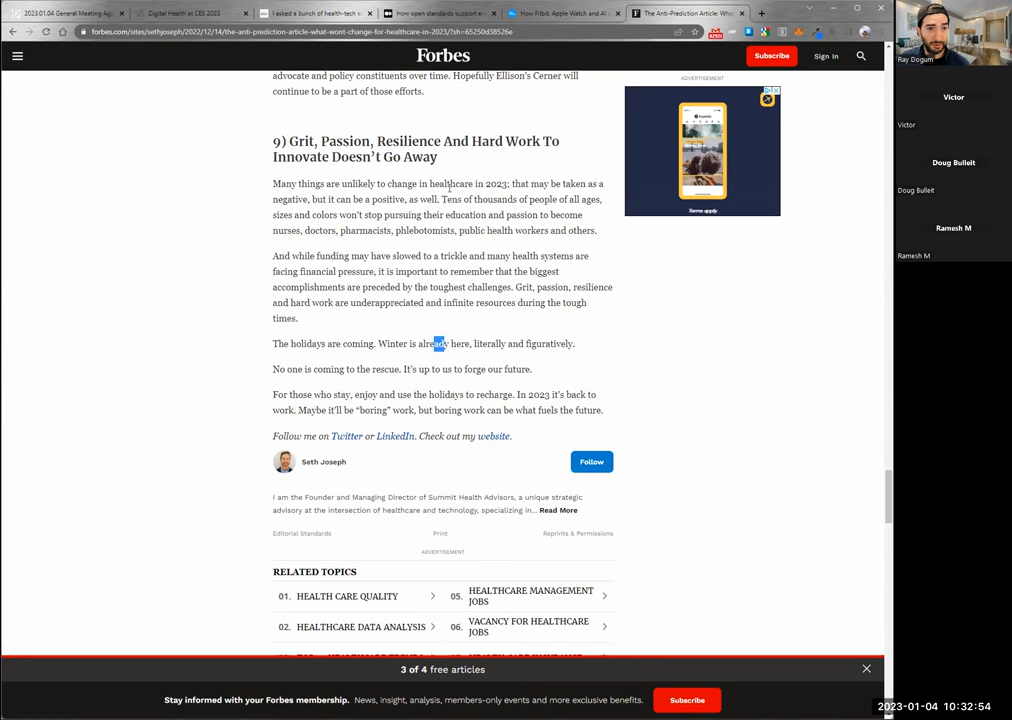 2023.01.04 General Meeting Ag
Digital Health at CES 2023
I asked a bunch of health-tech e
How open standards support e
How Fitbit, Apple Watch and AI
The Anti-Prediction Article: Wha
forbes.com/sites/sethjoseph/2022/12/14/the-anti-prediction-article-what-wont-change-for-healthcare-in-2023/?sh=65250d38526e
Forbes
Subscribe
Sign In
advocate and policy constituents over time. Hopefully Ellison's Cerner will
continue to be a part of those efforts.
9) Grit, Passion, Resilience And Hard Work To
Innovate Doesn't Go Away
Many things are unlikely to change in healthcare in 2023; that may be taken as a
negative, but it can be a positive, as well. Tens of thousands of people of all ages,
sizes and colors won't stop pursuing their education and passion to become
nurses, doctors, pharmacists, phlebotomists, public health workers and others.
And while funding may have slowed to a trickle and many health systems are
facing financial pressure, it is important to remember that the biggest
accomplishments are preceded by the toughest challenges. Grit, passion, resilience
and hard work are underappreciated and infinite resources during the tough
times.
The holidays are coming. Winter is already here, literally and figuratively.
No one is coming to the rescue. It's up to us to forge our future.
For those who stay, enjoy and use the holidays to recharge. In 2023 it's back to
work. Maybe it'll be “boring” work, but boring work can be what fuels the future.
Follow me on Twitter or LinkedIn. Check out my website.
Seth Joseph
Follow
I am the Founder and Managing Director of Summit Health Advisors, a unique strategic
advisory at the intersection of healthcare and technology, specializing in... Read More
Editorial Standards
Print
Reprints & Permissions
ADVERTISEMENT
RELATED TOPICS
01. HEALTH CARE QUALITY
05. HEALTHCARE MANAGEMENT
JOBS
02. HEALTHCARE DATA ANALYSIS
06. VACANCY FOR HEALTHCARE
JOBS
3 of 4 free articles
Stay informed with your Forbes membership. News, insight, analysis, members-only events and more exclusive benefits.
Subscribe
ADVERTISEMENT
Terms apply.
Ray Dogum
Victor
Victor
Doug Bulleit
Doug Bulleit
Ramesh M
Ramesh M
2023-01-04 10:32:54